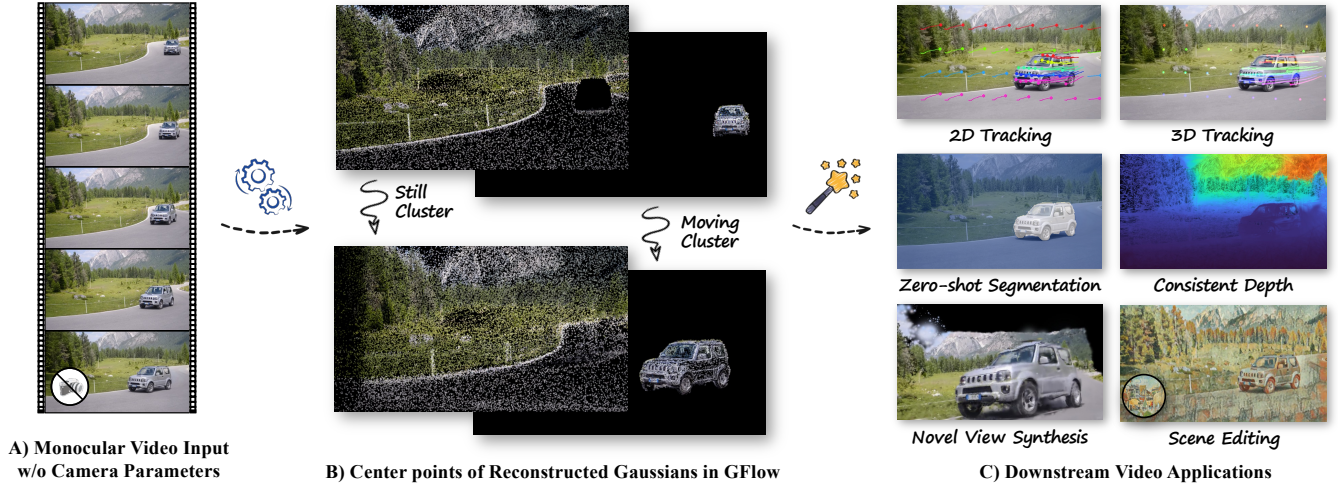 Still
Cluster
Moving
Cluster
2D Tracking
3D Tracking
Zero-shot Segmentation
Consistent Depth
Novel View Synthesis
Scene Editing
A) Monocular Video Input
w/o Camera Parameters
B) Center points of Reconstructed Gaussians in GFlow
C) Downstream Video Applications